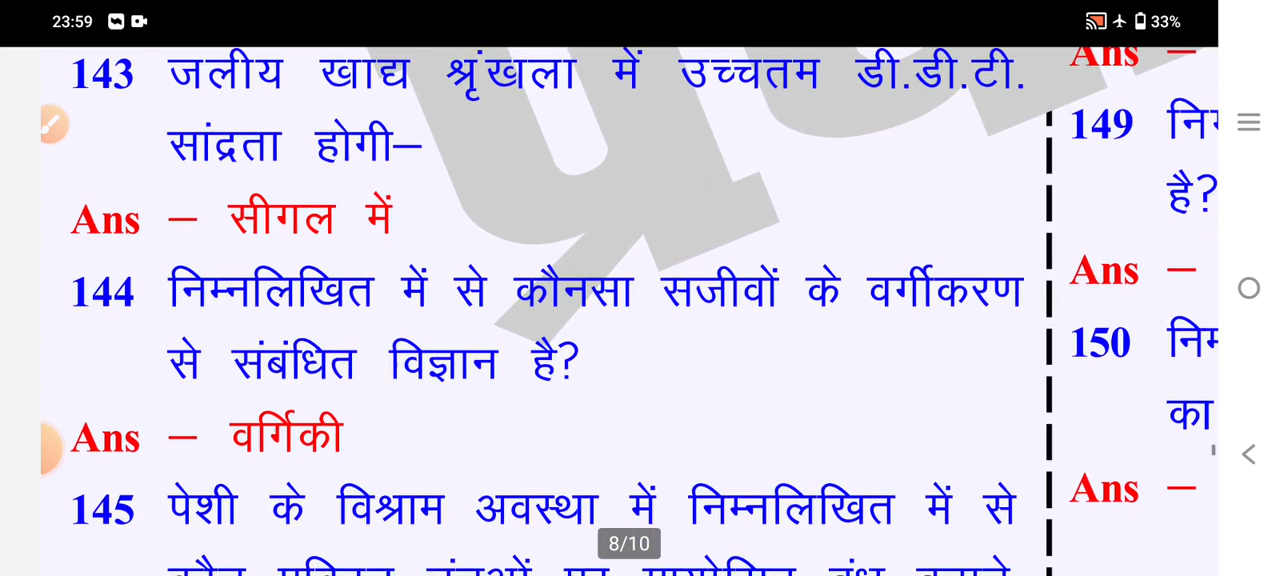 23:59
33%
143 जलीय खाद्य श्रृंखला में उच्चतम डी.डी.टी.
सांद्रता होगी–
Ans – सीगल में
144 निम्नलिखित में से कौनसा सजीवों के वर्गीकरण
से संबंधित विज्ञान है?
Ans – वर्गिकी
145 पेशी के विश्राम अवस्था में निम्नलिखित में से
Ans –
149
है?
Ans –
150
का
Ans –
8/10